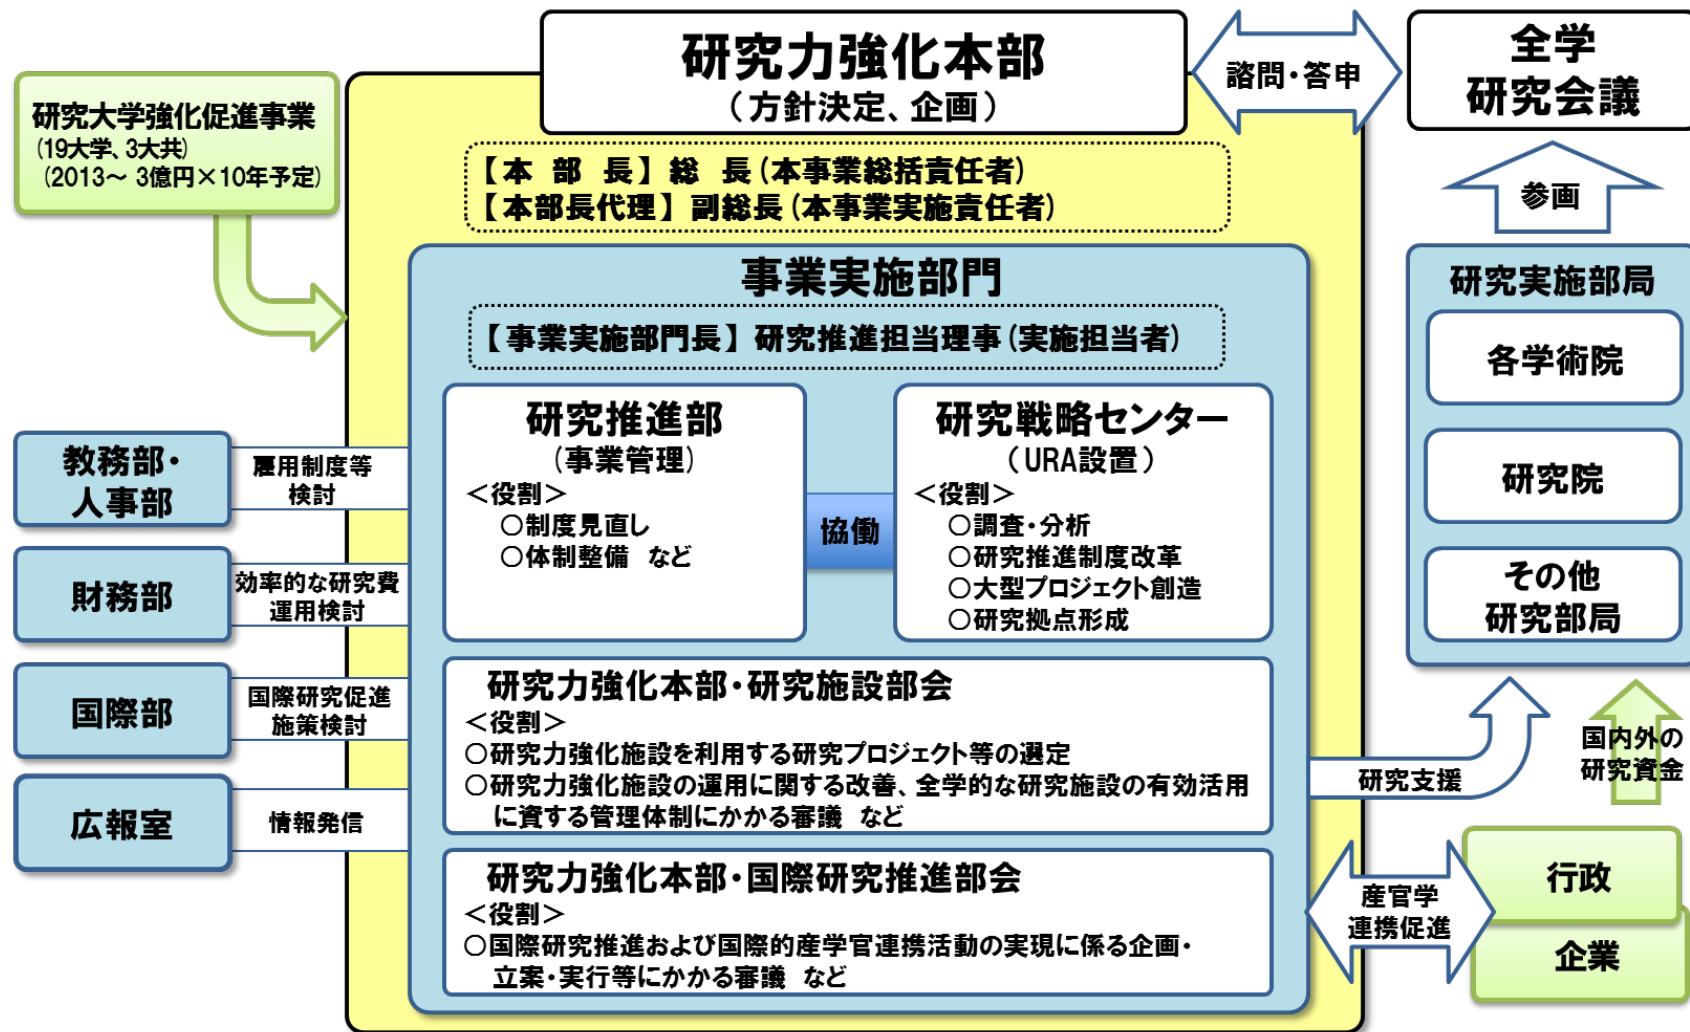 研究力強化本部
（方針決定、企画）
諮問・答申
全学
研究会議
研究大学強化促進事業
(19大学、3大共)
（2013～ 3億円×10年予定）
【本 部 長】 総 長（本事業総括責任者）
【本部長代理】 副総長（本事業実施責任者）
参画
事業実施部門
【事業実施部門長】 研究推進担当理事（実施担当者）
研究推進部
（事業管理）
＜役割＞
○制度見直し
○体制整備 など
協働
研究戦略センター
（URA設置）
＜役割＞
○調査・分析
○研究推進制度改革
○大型プロジェクト創造
○研究拠点形成
研究実施部局
各学術院
研究院
その他
研究部局
教務部・
人事部
雇用制度等
検討
財務部
効率的な研究費
運用検討
国際部
国際研究促進
施策検討
広報室
情報発信
研究力強化本部・研究施設部会
＜役割＞
○研究力強化施設を利用する研究プロジェクト等の選定
○研究力強化施設の運用に関する改善、全学的な研究施設の有効活用
に資する管理体制にかかる審議 など
研究支援
国内外の
研究資金
研究力強化本部・国際研究推進部会
＜役割＞
○国際研究推進および国際的産学官連携活動の実現に係る企画・
立案・実行等にかかる審議 など
産官学
連携促進
行政
企業